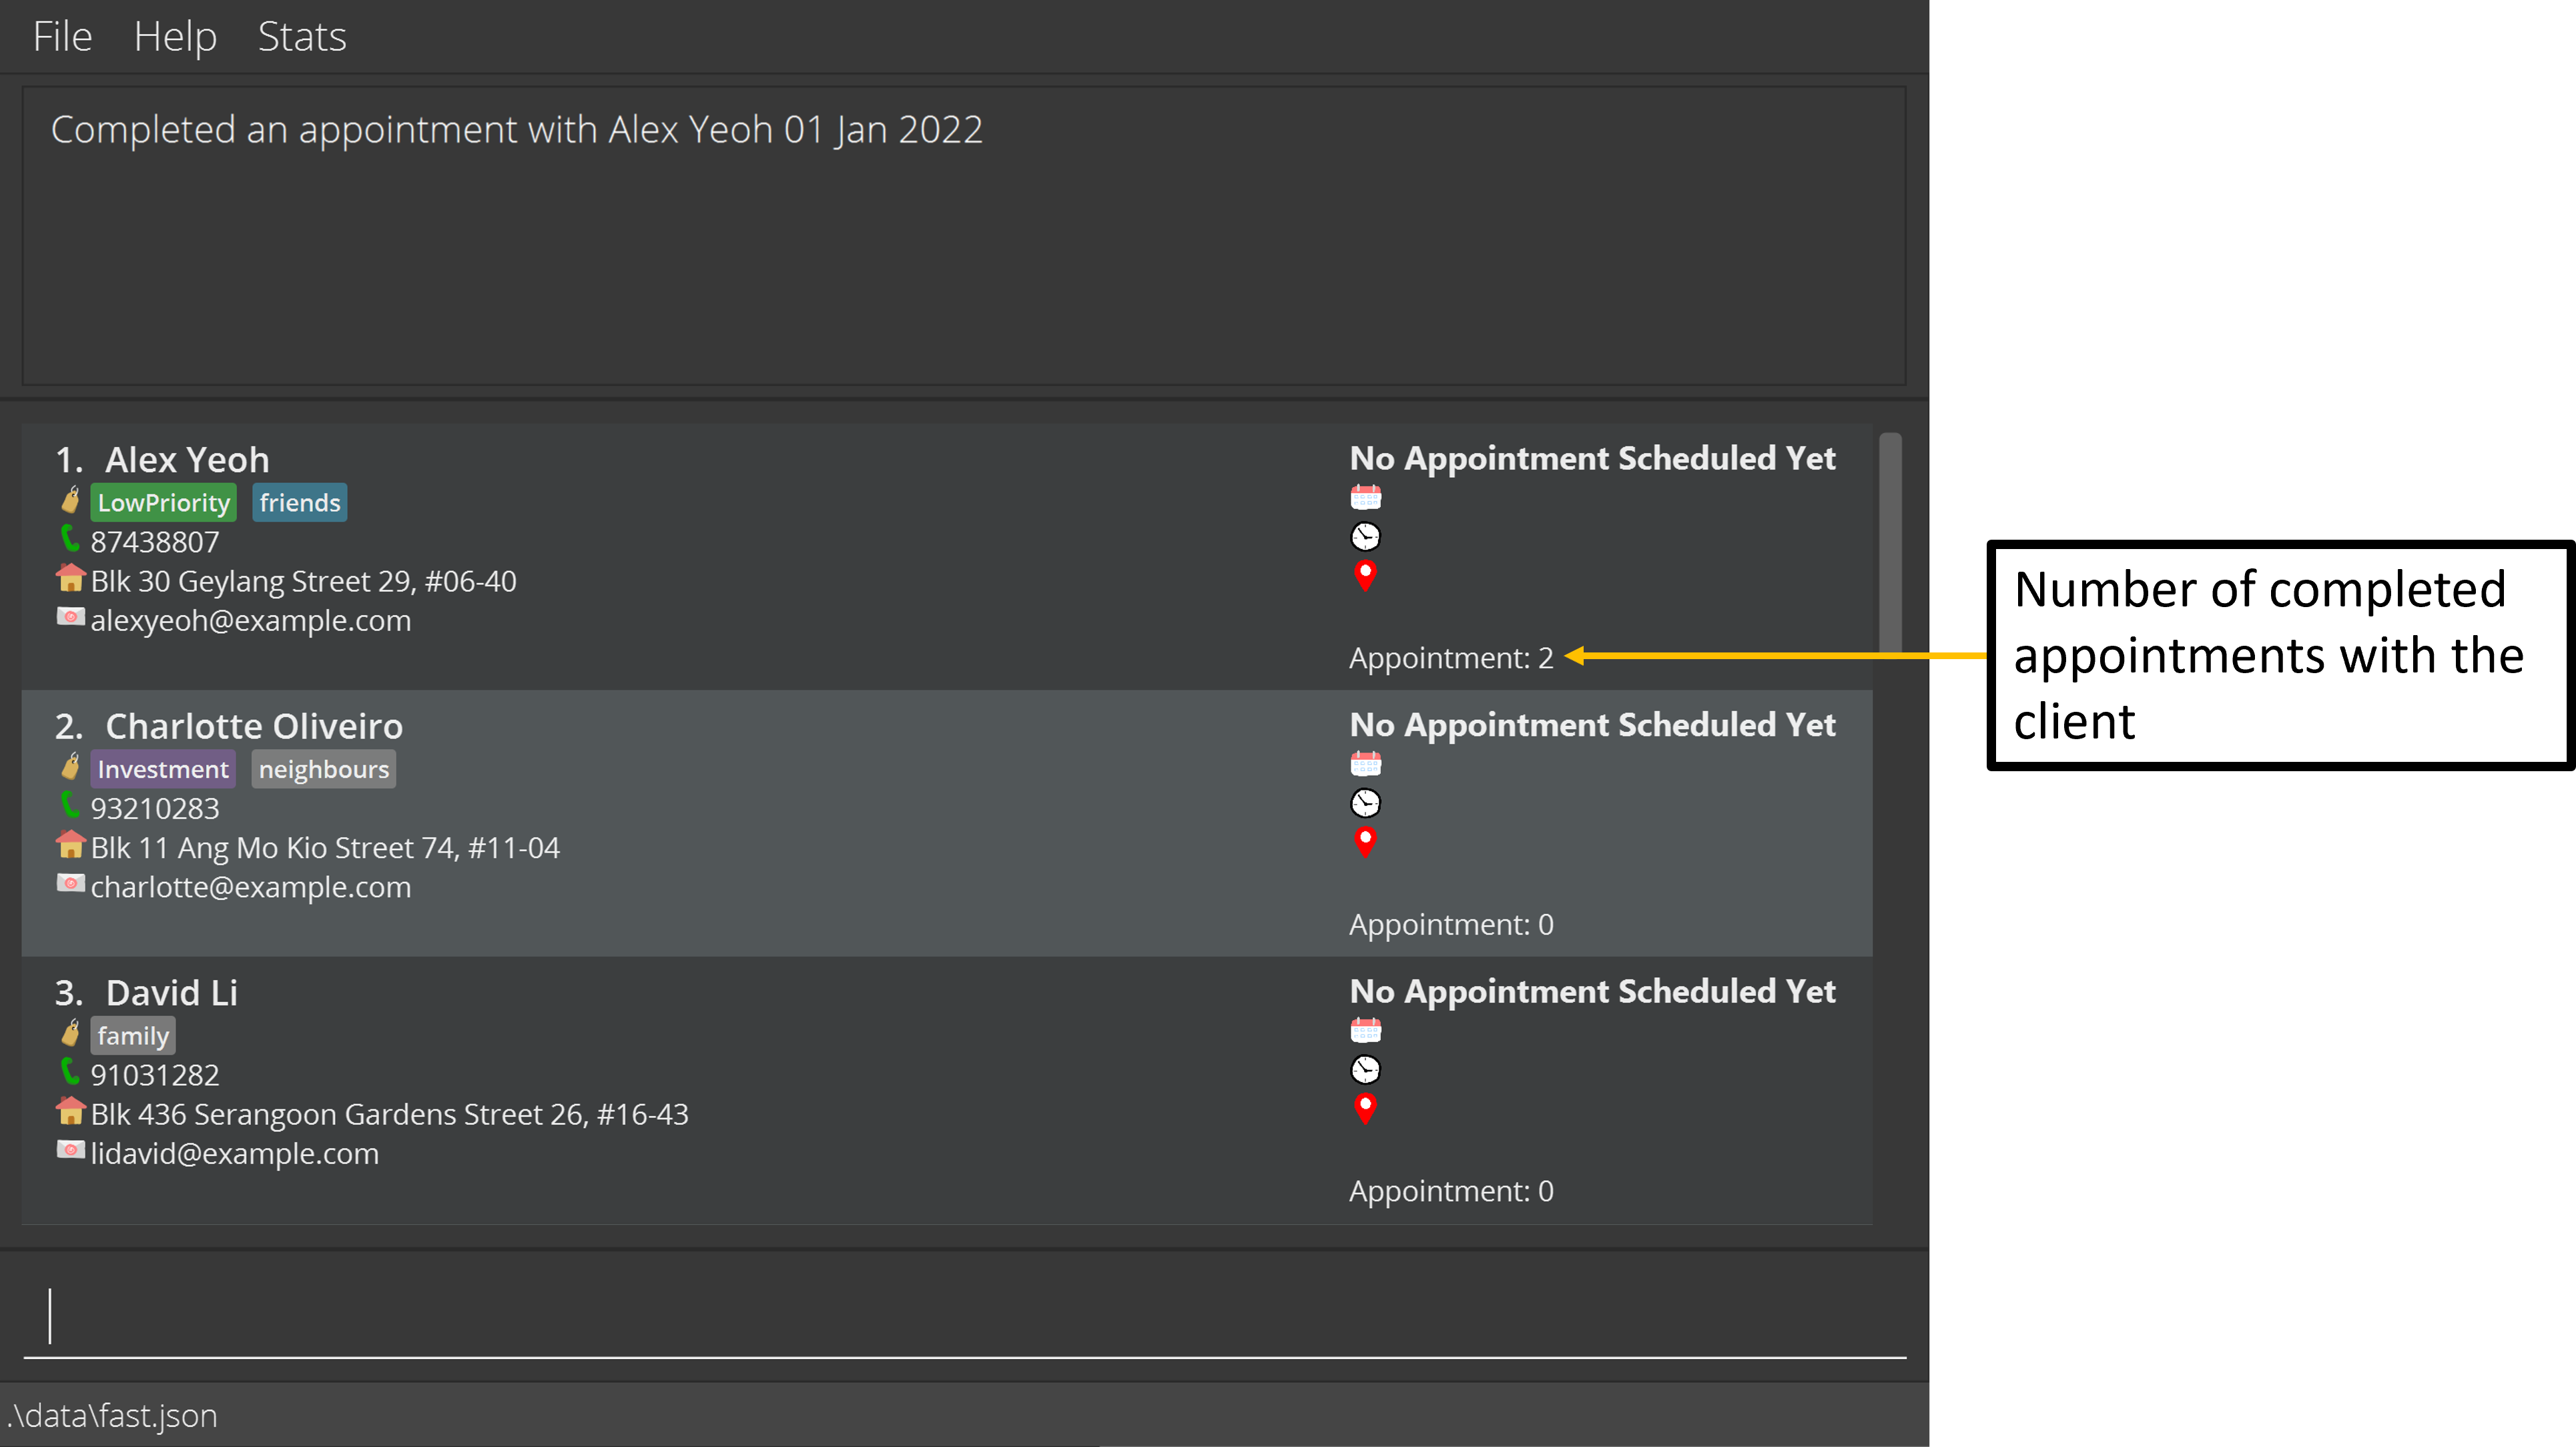 File Help Stats
Completed an appointment with Alex Yeoh 01 Jan 2022
1. Alex Yeoh
LowPriority friends
87438807
Blk 30 Geylang Street 29, #06-40
alexyeoh@example.com
No Appointment Scheduled Yet
Appointment: 2
Number of completed
appointments with the
client
2. Charlotte Oliveiro
Investment neighbours
93210283
Blk 11 Ang Mo Kio Street 74, #11-04
charlotte@example.com
No Appointment Scheduled Yet
Appointment: 0
3. David Li
family
91031282
Blk 436 Serangoon Gardens Street 26, #16-43
lidavid@example.com
No Appointment Scheduled Yet
Appointment: 0
.\data\fast.json